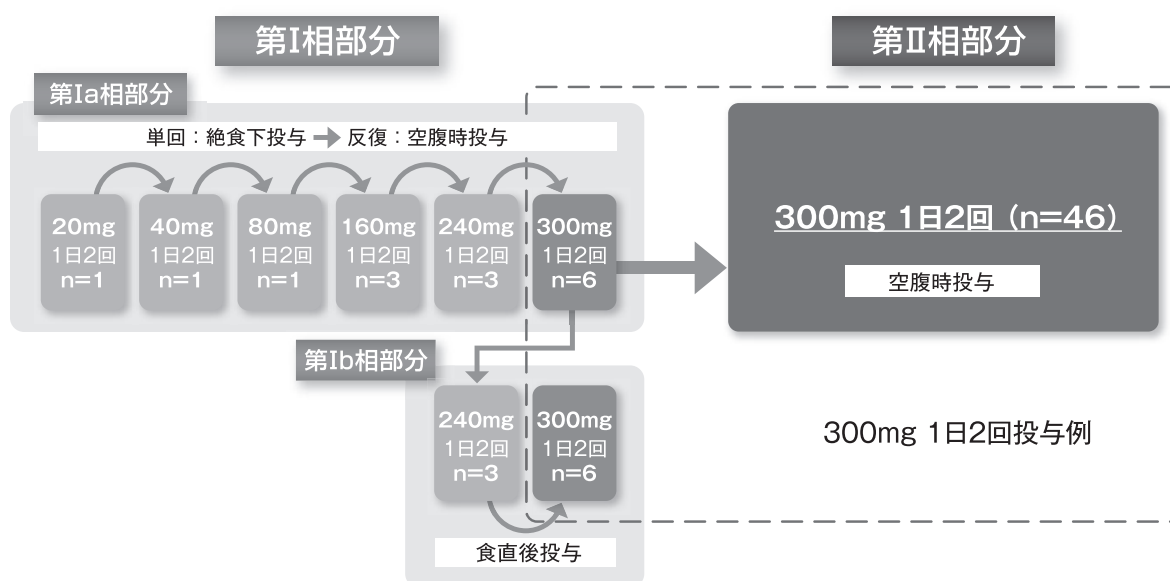 第Ⅰ相部分
第Ⅱ相部分
第Ⅰa相部分
単回：絶食下投与➡反復：空腹時投与
20mg
1日2回
n=1
40mg
1日2回
n=1
80mg
1日2回
n=1
160mg
1日2回
n=3
240mg
1日2回
n=3
300mg
1日2回
n=6
300mg 1日2回（n=46）
空腹時投与
第Ⅰb相部分
240mg
1日2回
n=3
300mg
1日2回
n=6
食直後投与
300mg 1日2回投与例